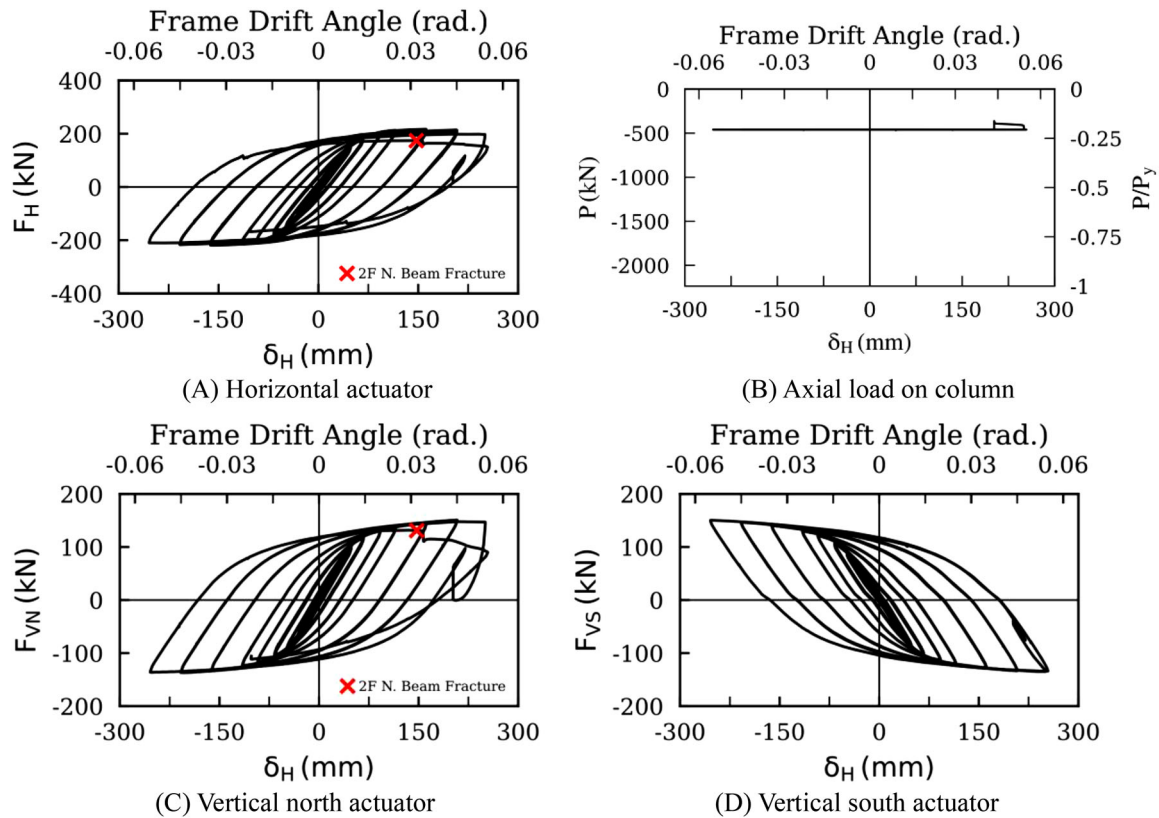 Frame Drift Angle (rad.)
-0.06 -0.03 0 0.03 0.06
400
200
0
-200
-400
F_H (kN)
2F N. Beam Fracture
-300 -150 0 150 300
δ_H (mm)
(A) Horizontal actuator
Frame Drift Angle (rad.)
-0.06 -0.03 0 0.03 0.06
0
-500
-1000
-1500
-2000
P (kN)
0
-0.25
-0.5
-0.75
-1
P/P_y
-300 -150 0 150 300
δ_H (mm)
(B) Axial load on column
Frame Drift Angle (rad.)
-0.06 -0.03 0 0.03 0.06
200
100
0
-100
-200
F_VN (kN)
2F N. Beam Fracture
-300 -150 0 150 300
δ_H (mm)
(C) Vertical north actuator
Frame Drift Angle (rad.)
-0.06 -0.03 0 0.03 0.06
200
100
0
-100
-200
F_VS (kN)
-300 -150 0 150 300
δ_H (mm)
(D) Vertical south actuator